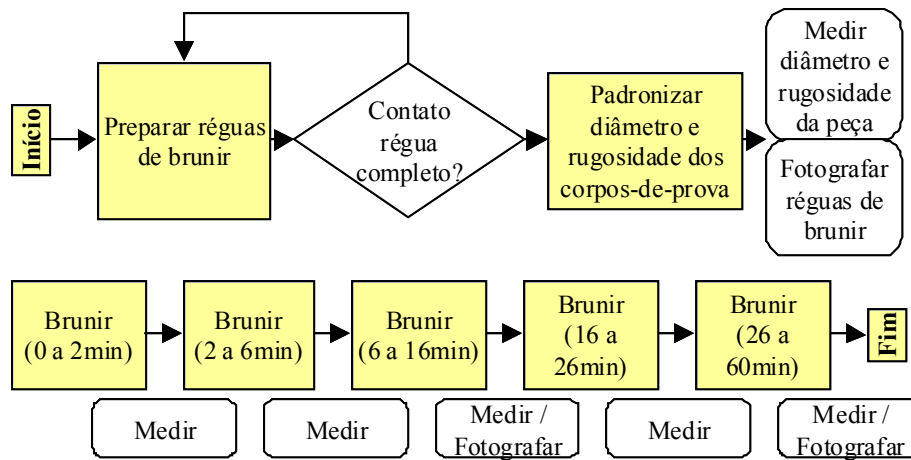 Início
Preparar réguas
de brunir
Contato
régua
completo?
Padronizar
diâmetro e
rugosidade dos
corpos-de-prova
Medir
diâmetro e
rugosidade
da peça
Fotografar
réguas de
brunir
Brunir
(0 a 2min)
Brunir
(2 a 6min)
Brunir
(6 a 16min)
Brunir
(16 a
26min)
Brunir
(26 a
60min)
Fim
Medir
Medir
Medir /
Fotografar
Medir
Medir /
Fotografar